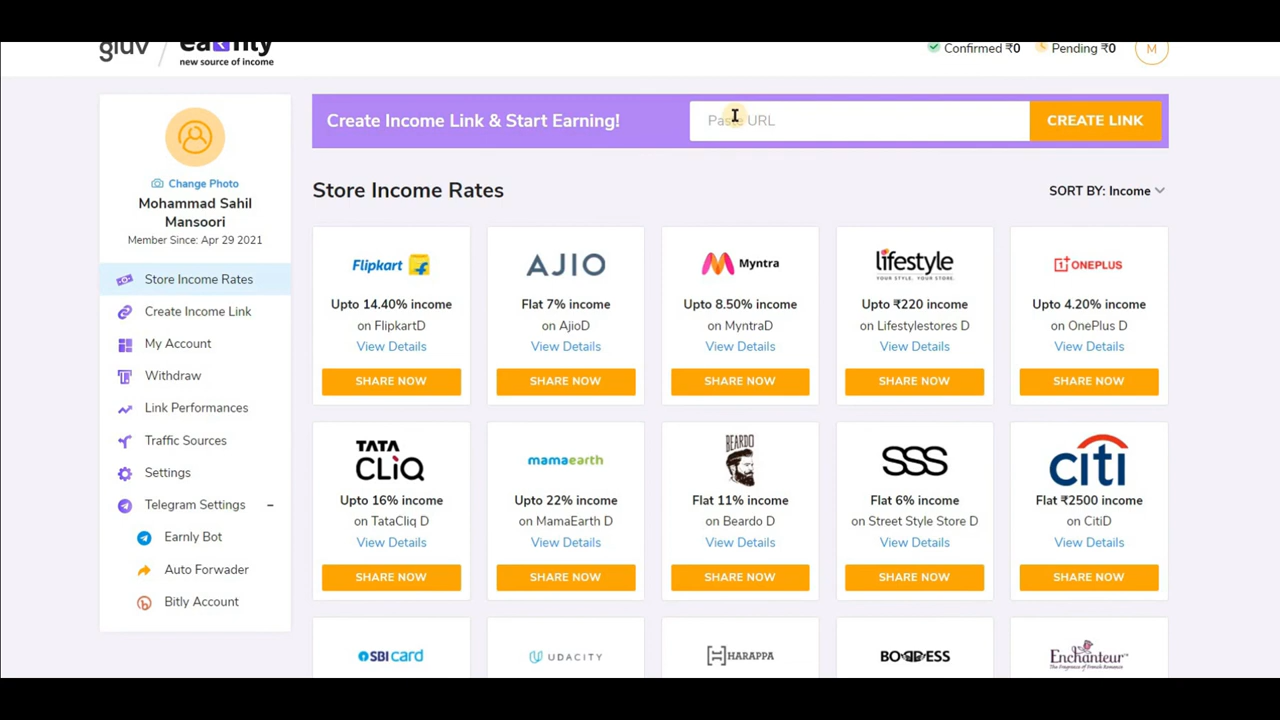 gluv / earnly
new source of income
Confirmed ₹0
Pending ₹0
M
Create Income Link & Start Earning!
Paste URL
CREATE LINK
Change Photo
Mohammad Sahil
Mansoori
Member Since: Apr 29 2021
Store Income Rates
Create Income Link
My Account
Withdraw
Link Performances
Traffic Sources
Settings
Telegram Settings
Earnly Bot
Auto Forwader
Bitly Account
Store Income Rates
SORT BY: Income
Flipkart
Upto 14.40% income
on FlipkartD
View Details
SHARE NOW
AJIO
Flat 7% income
on AjioD
View Details
SHARE NOW
Myntra
Upto 8.50% income
on MyntraD
View Details
SHARE NOW
lifestyle
YOUR STYLE. YOUR STORE.
Upto ₹220 income
on Lifestylestores D
View Details
SHARE NOW
1+ ONEPLUS
Upto 4.20% income
on OnePlus D
View Details
SHARE NOW
TATA
CLiQ
Upto 16% income
on TataCliq D
View Details
SHARE NOW
mamaearth
Upto 22% income
on MamaEarth D
View Details
SHARE NOW
BEARDO
Flat 11% income
on Beardo D
View Details
SHARE NOW
SSS
Flat 6% income
on Street Style Store D
View Details
SHARE NOW
citi
Flat ₹2500 income
on CitiD
View Details
SHARE NOW
SBI card
UDACITY
HARAPPA
Enchanteur